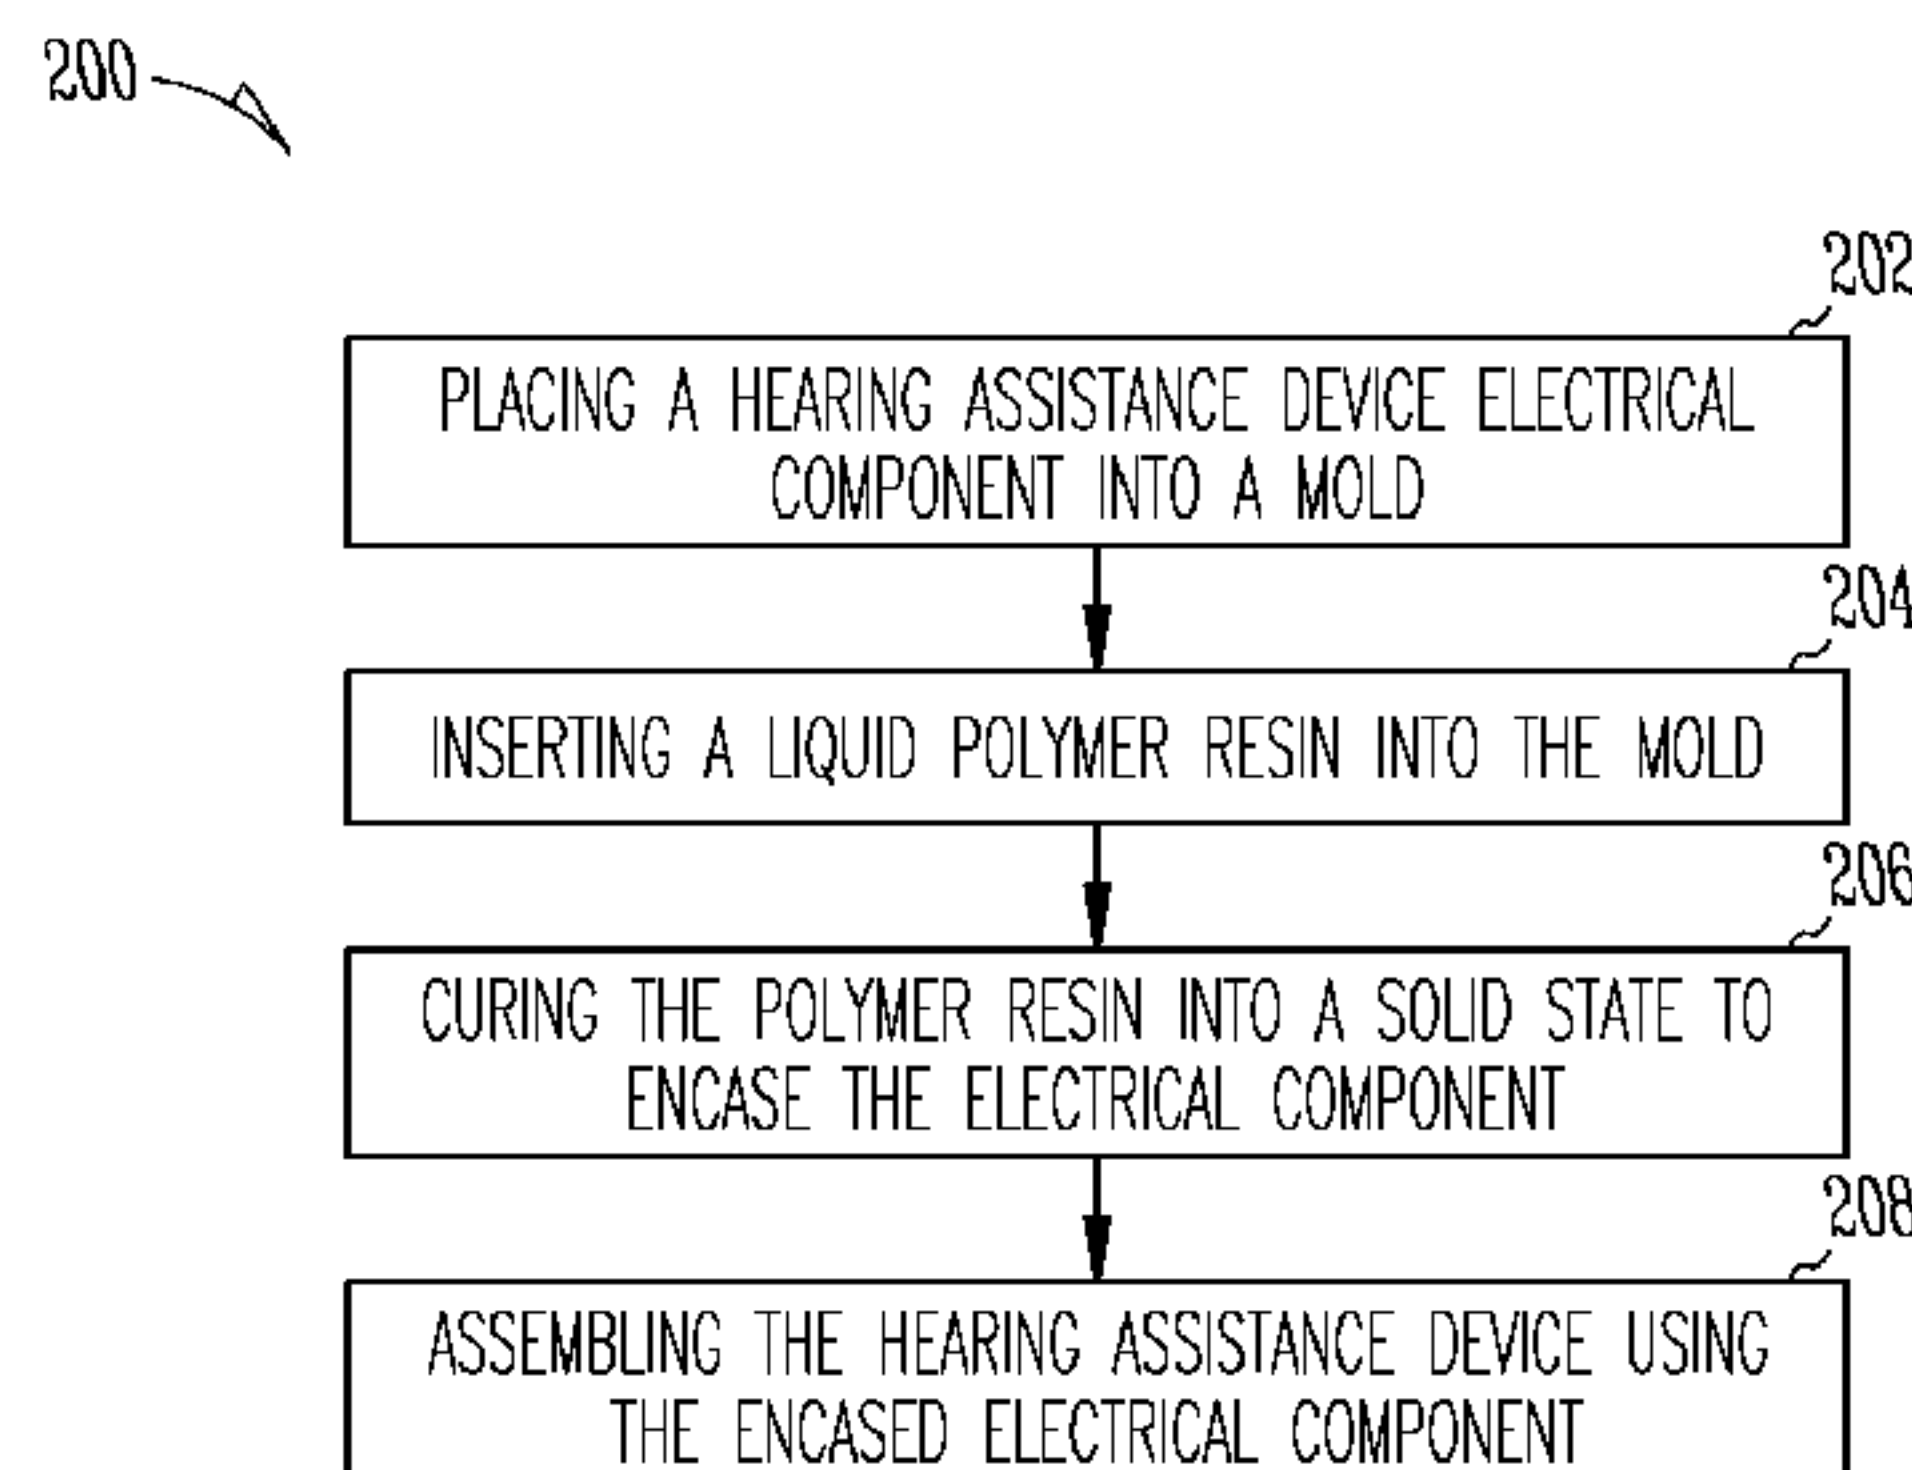 200
202
PLACING A HEARING ASSISTANCE DEVICE ELECTRICAL
COMPONENT INTO A MOLD
204
INSERTING A LIQUID POLYMER RESIN INTO THE MOLD
206
CURING THE POLYMER RESIN INTO A SOLID STATE TO
ENCASE THE ELECTRICAL COMPONENT
208
ASSEMBLING THE HEARING ASSISTANCE DEVICE USING
THE ENCASED ELECTRICAL COMPONENT